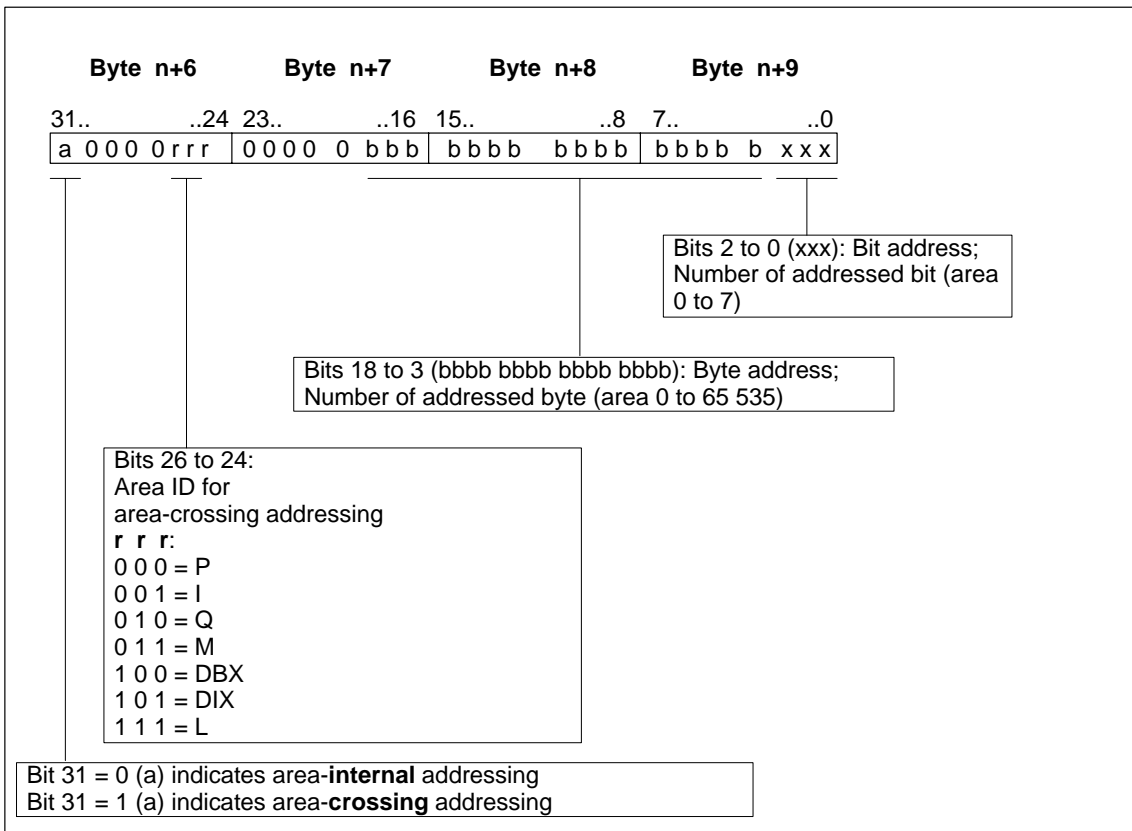 Byte n+6 Byte n+7 Byte n+8 Byte n+9
31.. ..24 23.. ..16 15.. ..8 7.. ..0
a 0 0 0 0 r r r 0 0 0 0 0 b b b b b b b b b b b b b b b b x x x
Bits 2 to 0 (xxx): Bit address;
Number of addressed bit (area
0 to 7)
Bits 18 to 3 (bbbb bbbb bbbb bbbb): Byte address;
Number of addressed byte (area 0 to 65 535)
Bits 26 to 24:
Area ID for
area-crossing addressing
r r r:
0 0 0 = P
0 0 1 = I
0 1 0 = Q
0 1 1 = M
1 0 0 = DBX
1 0 1 = DIX
1 1 1 = L
Bit 31 = 0 (a) indicates area-internal addressing
Bit 31 = 1 (a) indicates area-crossing addressing